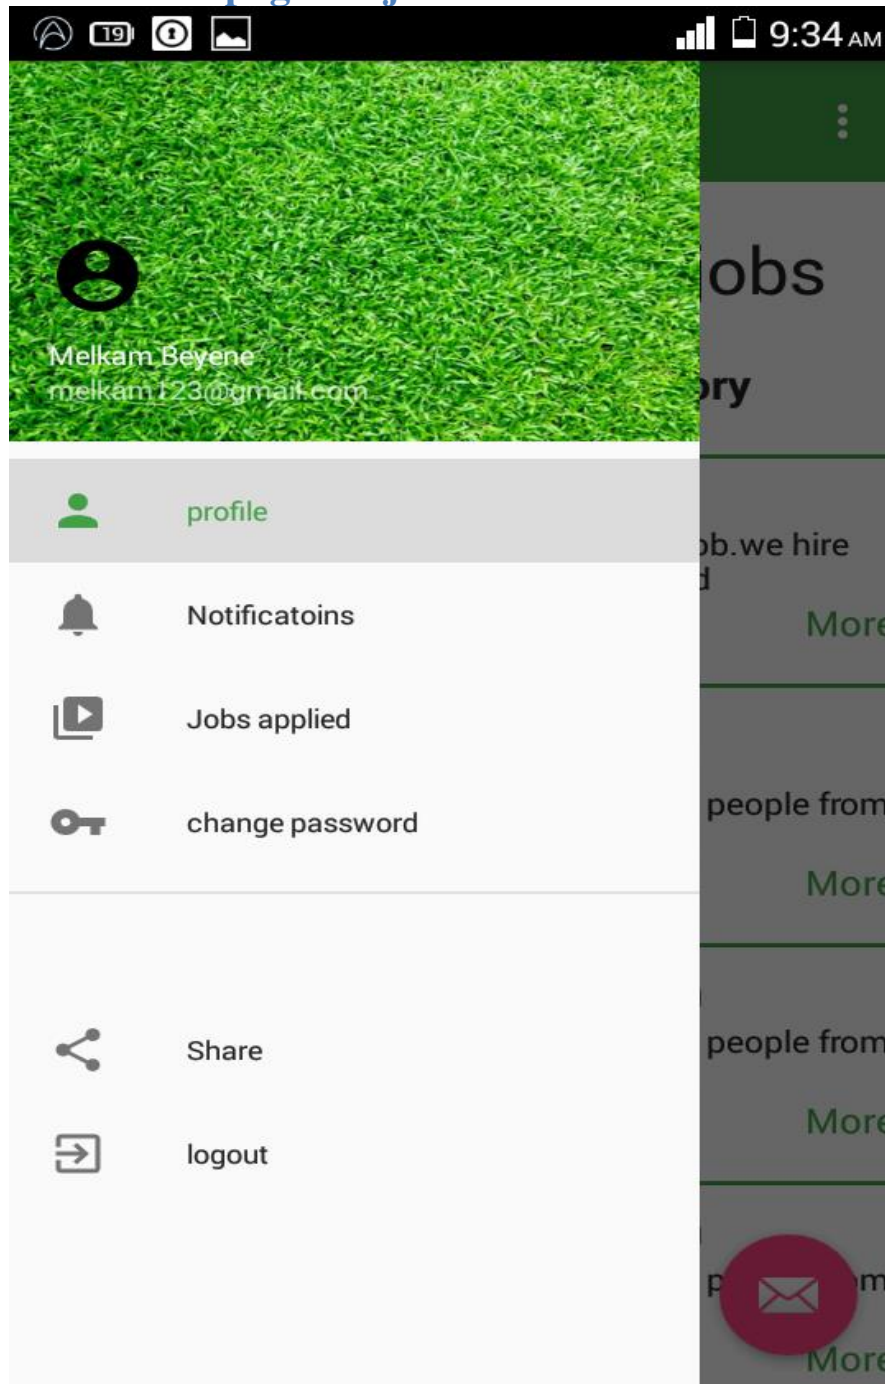 19
9:34 AM
obs
Melkam Beyene
ory
melkam123@gmail.com
profile
ob.we hire
d
Notificatoins
More
Jobs applied
people from
change password
More
people from
Share
More
logout
More